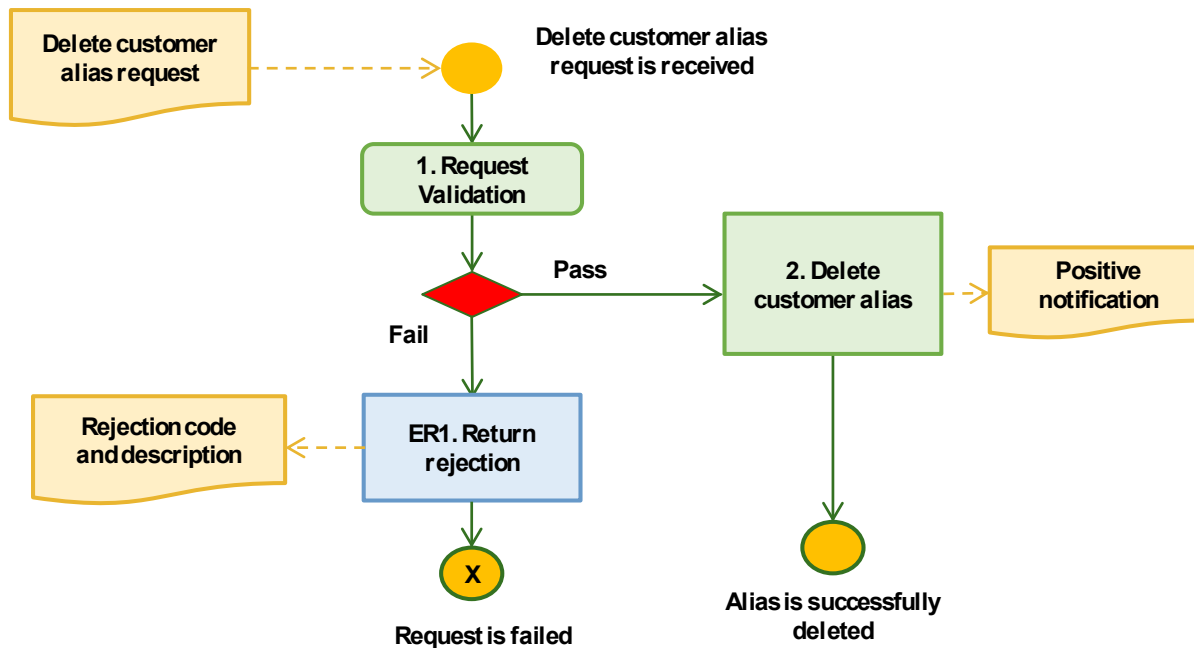 Delete customer
alias request
Delete customer alias
request is received
1. Request
Validation
Pass
2. Delete
customer alias
Positive
notification
Fail
Rejection code
and description
ER1. Return
rejection
X
Request is failed
Alias is successfully
deleted